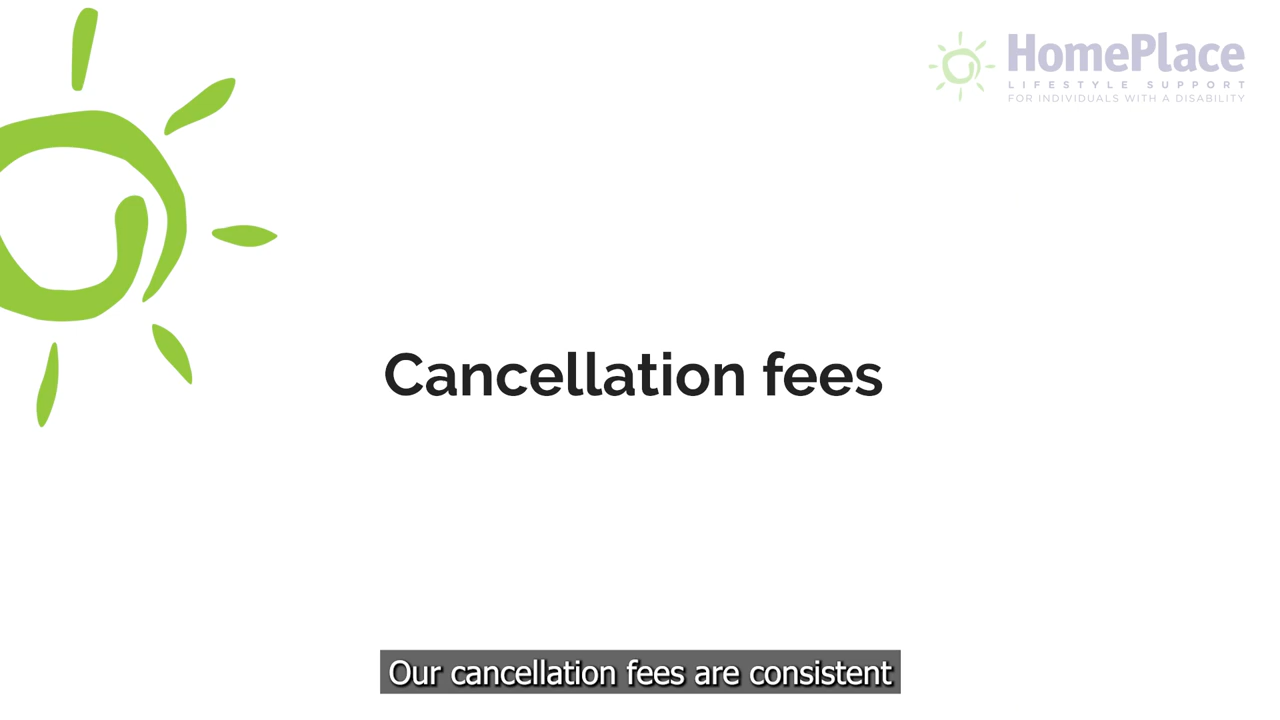 HomePlace
LIFESTYLE SUPPORT
FOR INDIVIDUALS WITH A DISABILITY
Cancellation fees
Our cancellation fees are consistent